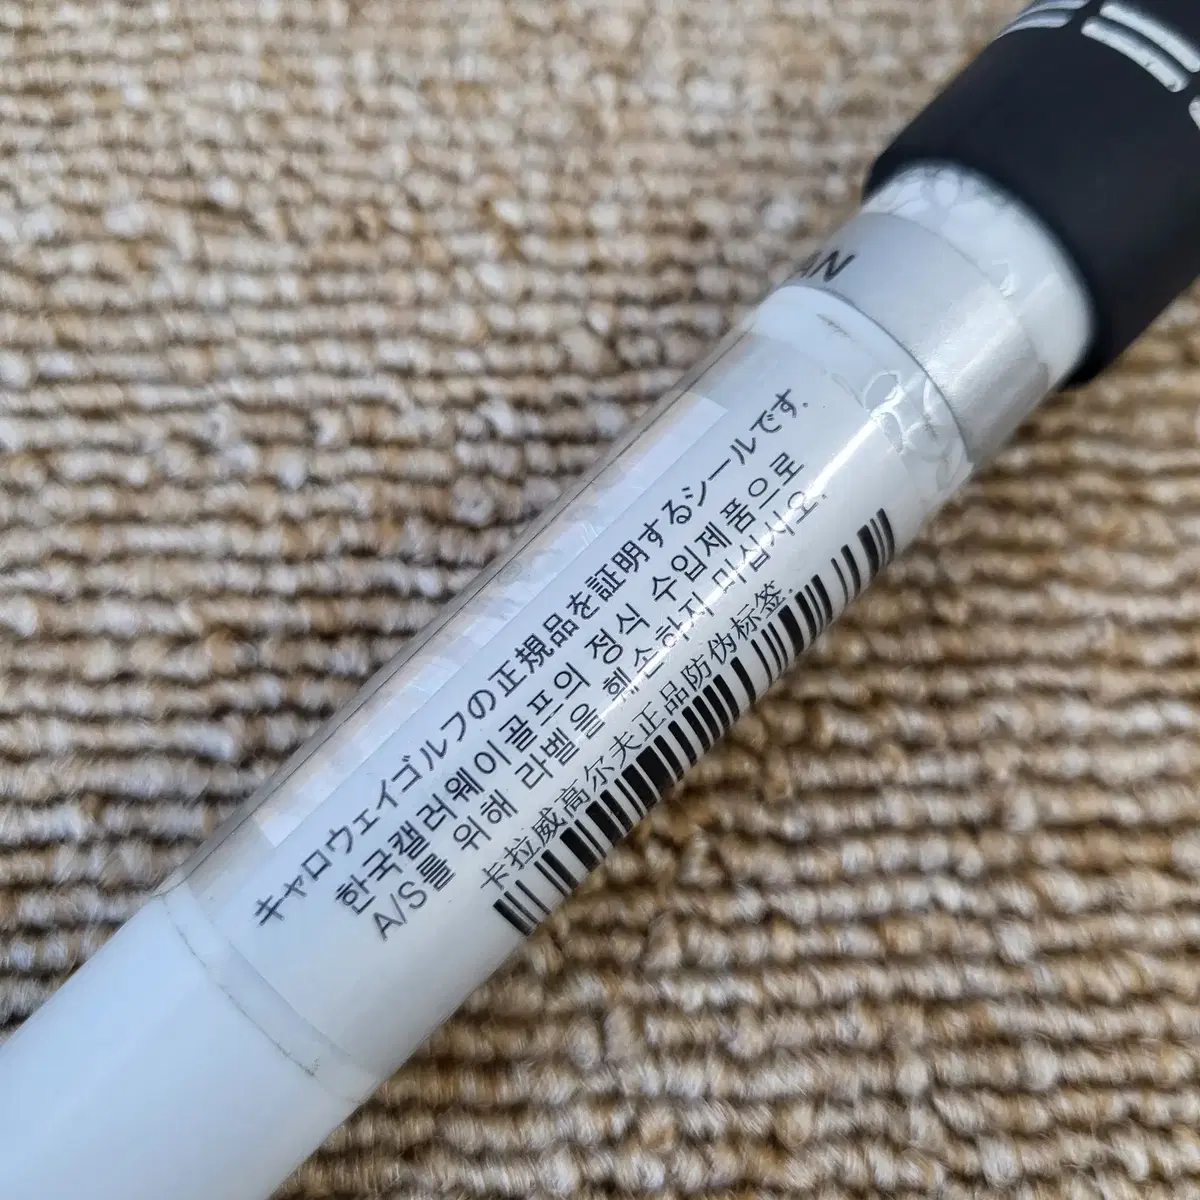 キャロウェイゴルフの正規品を証明するシールです.
한국캘러웨이골프의 정식 수입제품으로
A/S를 위해 라벨을 훼손하지 마십시오.
卡拉威高尔夫正品防伪标签.